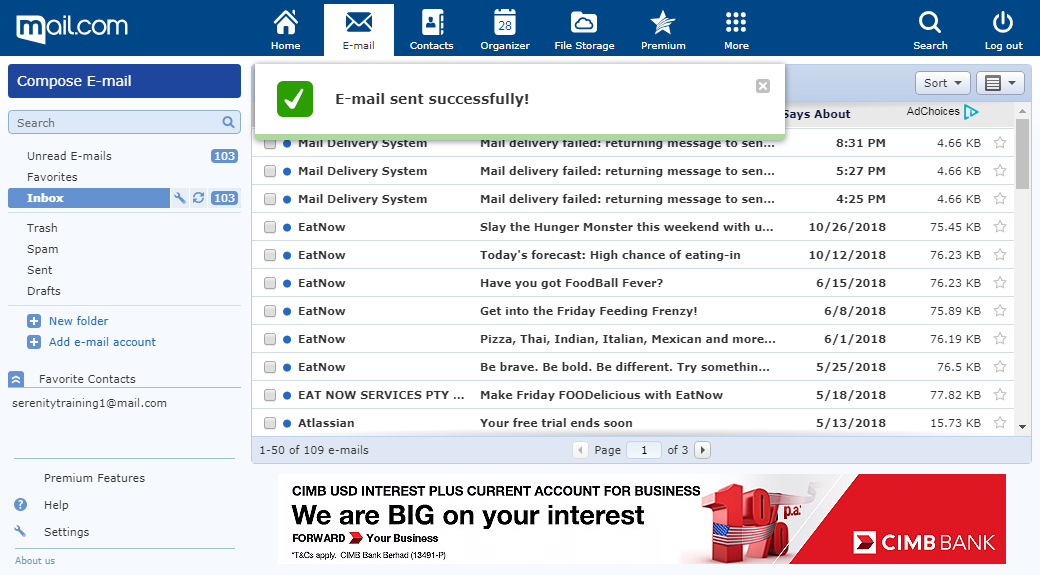 mail.com
Home
E-mail
Contacts
28
Organizer
File Storage
Premium
More
Search
Log out
Compose E-mail
Search
Unread E-mails 103
Favorites
Inbox 103
Trash
Spam
Sent
Drafts
New folder
Add e-mail account
Favorite Contacts
serenitytraining1@mail.com
Premium Features
Help
Settings
About us
E-mail sent successfully!
Sort
Says About
AdChoices
Mail Delivery System Mail delivery failed: returning message to sen... 8:31 PM 4.66 KB
Mail Delivery System Mail delivery failed: returning message to sen... 5:27 PM 4.66 KB
Mail Delivery System Mail delivery failed: returning message to sen... 4:25 PM 4.66 KB
EatNow Slay the Hunger Monster this weekend with u... 10/26/2018 75.45 KB
EatNow Today's forecast: High chance of eating-in 10/12/2018 76.23 KB
EatNow Have you got FoodBall Fever? 6/15/2018 76.23 KB
EatNow Get into the Friday Feeding Frenzy! 6/8/2018 75.89 KB
EatNow Pizza, Thai, Indian, Italian, Mexican and more... 6/1/2018 76.19 KB
EatNow Be brave. Be bold. Be different. Try somethin... 5/25/2018 76.5 KB
EAT NOW SERVICES PTY ... Make Friday FOODelicious with EatNow 5/18/2018 77.82 KB
Atlassian Your free trial ends soon 5/13/2018 15.73 KB
1-50 of 109 e-mails Page 1 of 3
CIMB USD INTEREST PLUS CURRENT ACCOUNT FOR BUSINESS
We are BIG on your interest
FORWARD Your Business
*T&Cs apply. CIMB Bank Berhad (13491-P)
p.a.*
CIMB BANK